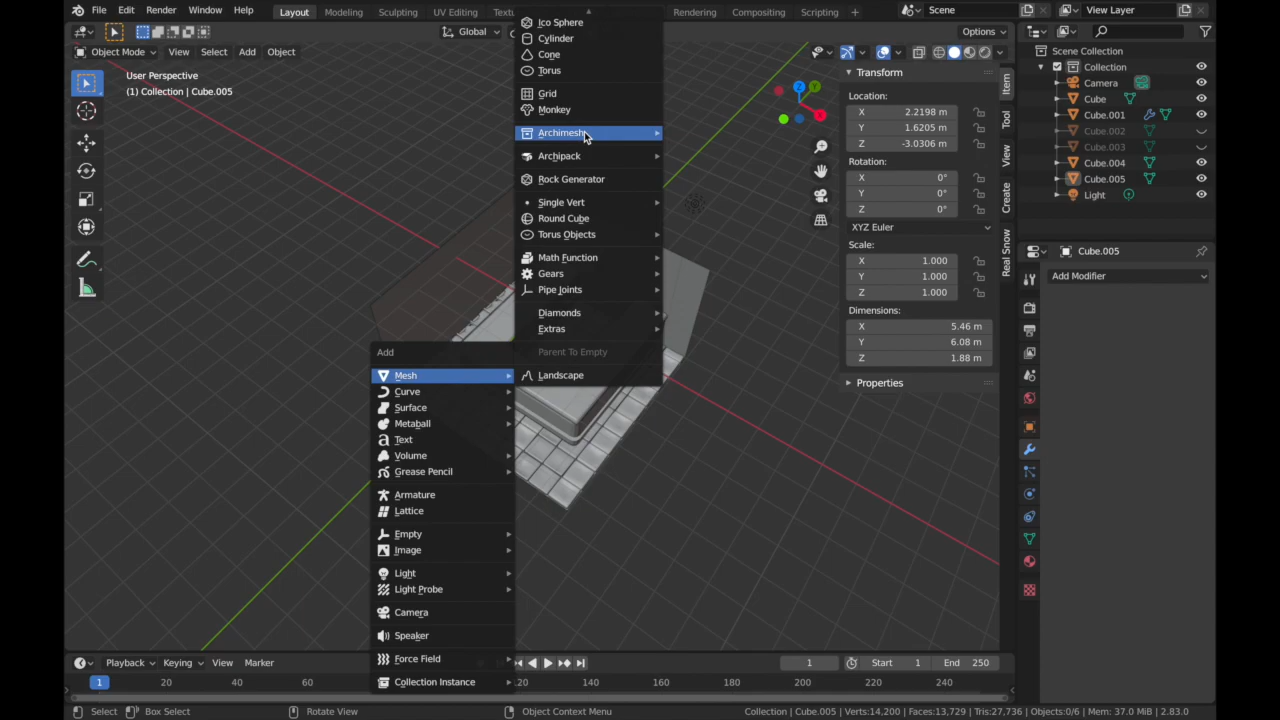 File Edit Render Window Help Layout Modeling Sculpting UV Editing Rendering Compositing Scripting Scene View Layer
Object Mode View Select Add Object Global Options
User Perspective
(1) Collection | Cube.005
Ico Sphere
Cylinder
Cone
Torus
Grid
Monkey
Archimesh
Archipack
Rock Generator
Single Vert
Round Cube
Torus Objects
Math Function
Gears
Pipe Joints
Diamonds
Extras
Parent To Empty
Landscape
Add
Mesh
Curve
Surface
Metaball
Text
Volume
Grease Pencil
Armature
Lattice
Empty
Image
Light
Light Probe
Camera
Speaker
Force Field
Collection Instance
Transform
Location:
X 2.2198 m
Y 1.6205 m
Z -3.0306 m
Rotation:
X 0°
Y 0°
Z 0°
XYZ Euler
Scale:
X 1.000
Y 1.000
Z 1.000
Dimensions:
X 5.46 m
Y 6.08 m
Z 1.88 m
Properties
Item
Tool
View
Create
Real Snow
Z Y
X
Scene Collection
Collection
Camera
Cube
Cube.001
Cube.002
Cube.003
Cube.004
Cube.005
Light
Cube.005
Add Modifier
Playback Keying View Marker 1 Start 1 End 250
1 20 40 60 140 160 180 200 220 240
Select Box Select Rotate View Object Context Menu Collection | Cube.005 | Verts:14,200 | Faces:13,729 | Tris:27,736 | Objects:0/6 | Mem: 37.0 MiB | 2.83.0